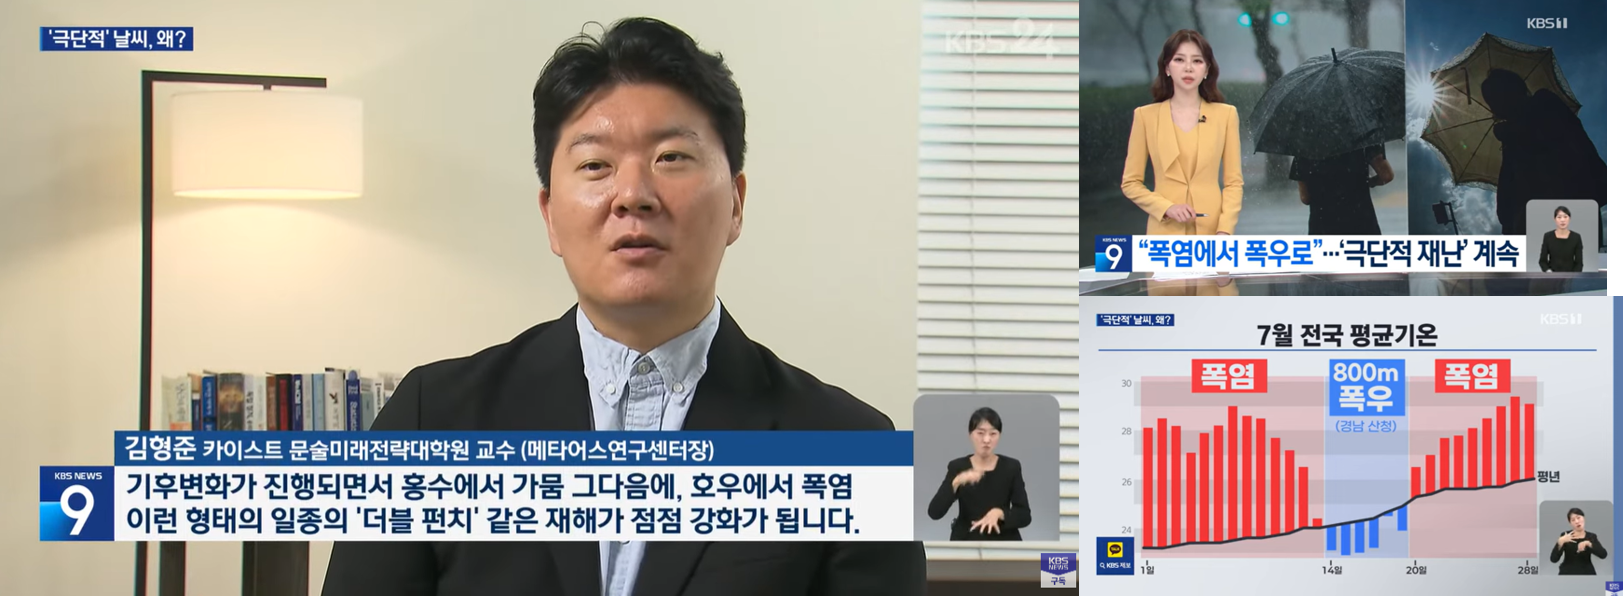 '극단적' 날씨, 왜?
KBS 24
김형준 카이스트 문술미래전략대학원 교수 (메타어스연구센터장)
KBS NEWS
9
기후변화가 진행되면서 홍수에서 가뭄 그다음에, 호우에서 폭염
이런 형태의 일종의 '더블 펀치' 같은 재해가 점점 강화가 됩니다.
KBS
NEWS
구독
KBS 1
KBS NEWS
9
“폭염에서 폭우로”…‘극단적 재난’ 계속
'극단적' 날씨, 왜?
KBS 1
7월 전국 평균기온
폭염
800m
폭우
(경남 산청)
폭염
30
28
26
24
평년
1일
14일
20일
28일
KBS 제보
KBS